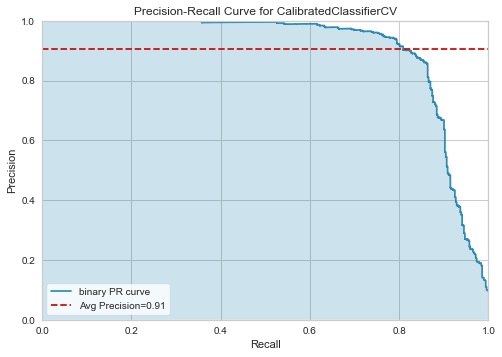 Precision-Recall Curve for CalibratedClassifierCV
1.0
0.8
0.6
0.4
0.2
0.0
Precision
binary PR curve
Avg Precision=0.91
0.0 0.2 0.4 0.6 0.8 1.0
Recall